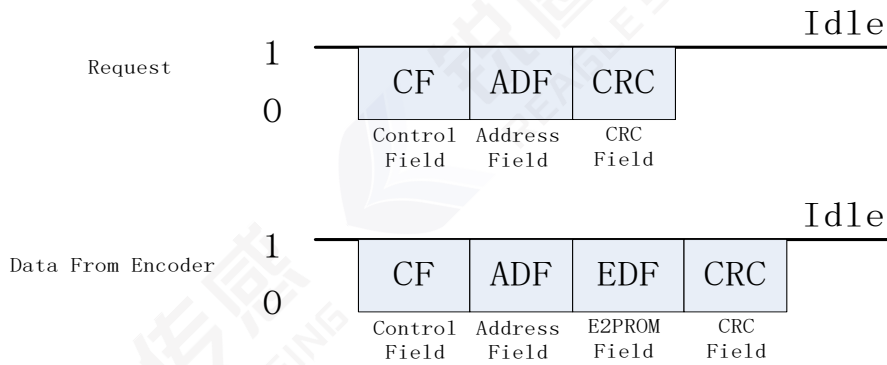 Idle
Request
1
0
CF ADF CRC
Control Address CRC
Field Field Field
Idle
Data From Encoder
1
0
CF ADF EDF CRC
Control Address E2PROM CRC
Field Field Field Field